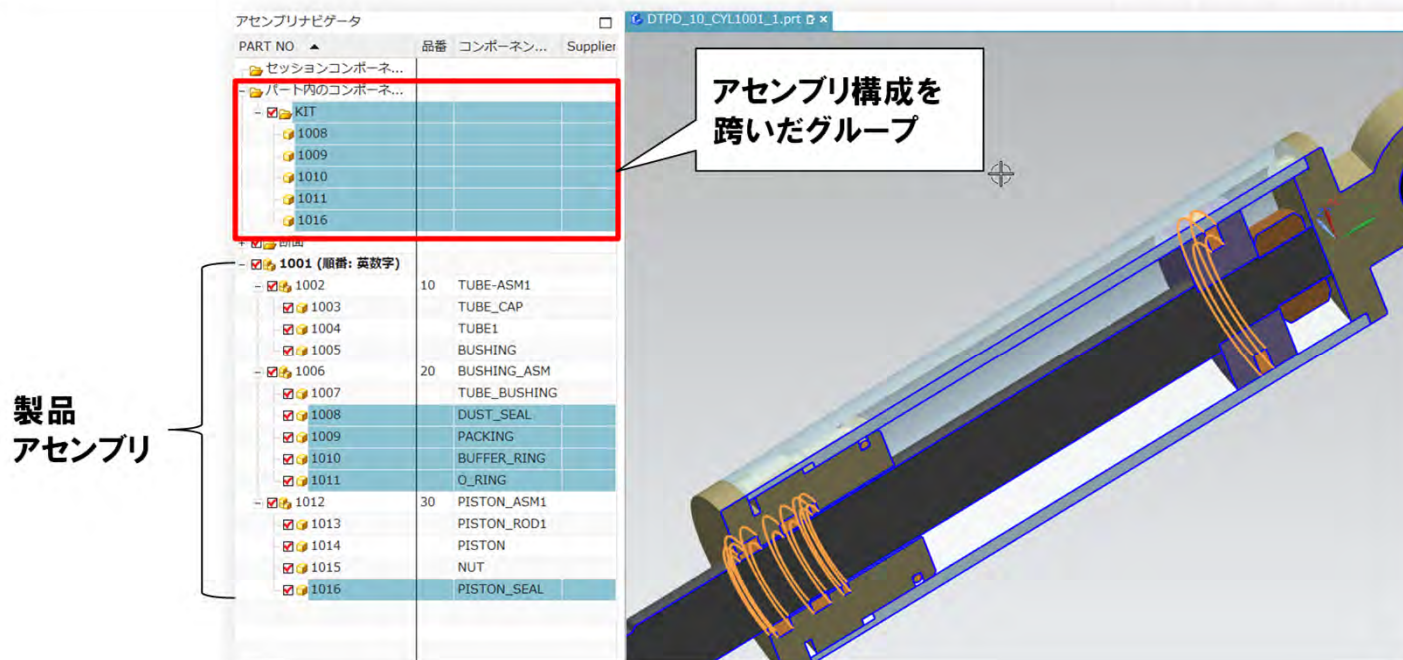 アセンブリナビゲータ
DTPD_10_CYL1001_1.prt
PART NO 品番 コンポーネン... Supplier
セッションコンポーネ...
パート内のコンポーネ...
KIT
1008
1009
1010
1011
1016
断面
アセンブリ構成を
跨いだグループ
1001 (順番: 英数字)
1002 10 TUBE-ASM1
1003 TUBE_CAP
1004 TUBE1
1005 BUSHING
1006 20 BUSHING_ASM
1007 TUBE_BUSHING
1008 DUST_SEAL
1009 PACKING
1010 BUFFER_RING
1011 O_RING
1012 30 PISTON_ASM1
1013 PISTON_ROD1
1014 PISTON
1015 NUT
1016 PISTON_SEAL
製品
アセンブリ